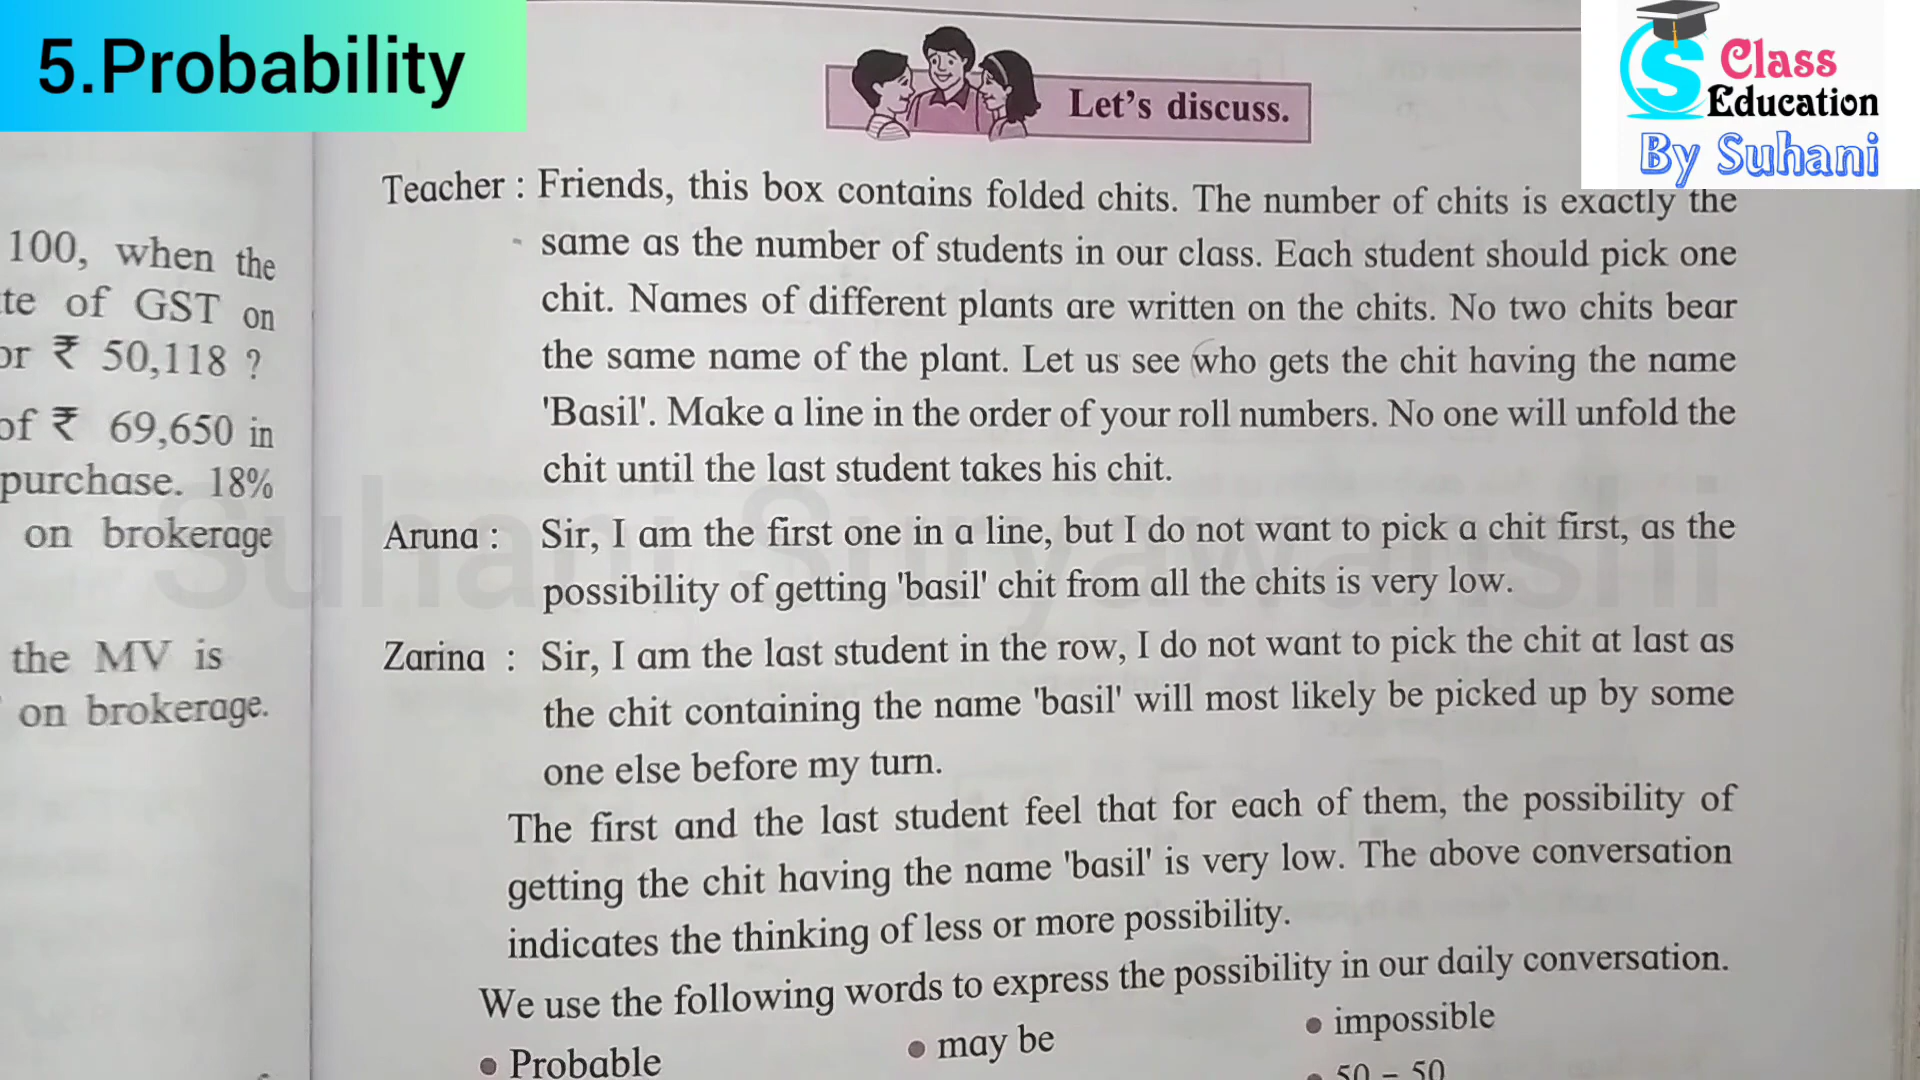 5.Probability
Let's discuss.
S Class
Education
By Suhani
Teacher : Friends, this box contains folded chits. The number of chits is exactly the
same as the number of students in our class. Each student should pick one
chit. Names of different plants are written on the chits. No two chits bear
the same name of the plant. Let us see who gets the chit having the name
'Basil'. Make a line in the order of your roll numbers. No one will unfold the
chit until the last student takes his chit.
Aruna : Sir, I am the first one in a line, but I do not want to pick a chit first, as the
possibility of getting 'basil' chit from all the chits is very low.
Zarina : Sir, I am the last student in the row, I do not want to pick the chit at last as
the chit containing the name 'basil' will most likely be picked up by some
one else before my turn.
The first and the last student feel that for each of them, the possibility of
getting the chit having the name 'basil' is very low. The above conversation
indicates the thinking of less or more possibility.
We use the following words to express the possibility in our daily conversation.
• Probable • may be • impossible
• 50 - 50
100, when the
of GST on
₹ 50,118 ?
of ₹ 69,650 in
purchase. 18%
on brokerage
the MV is
on brokerage.
Suhani Suryawanshi